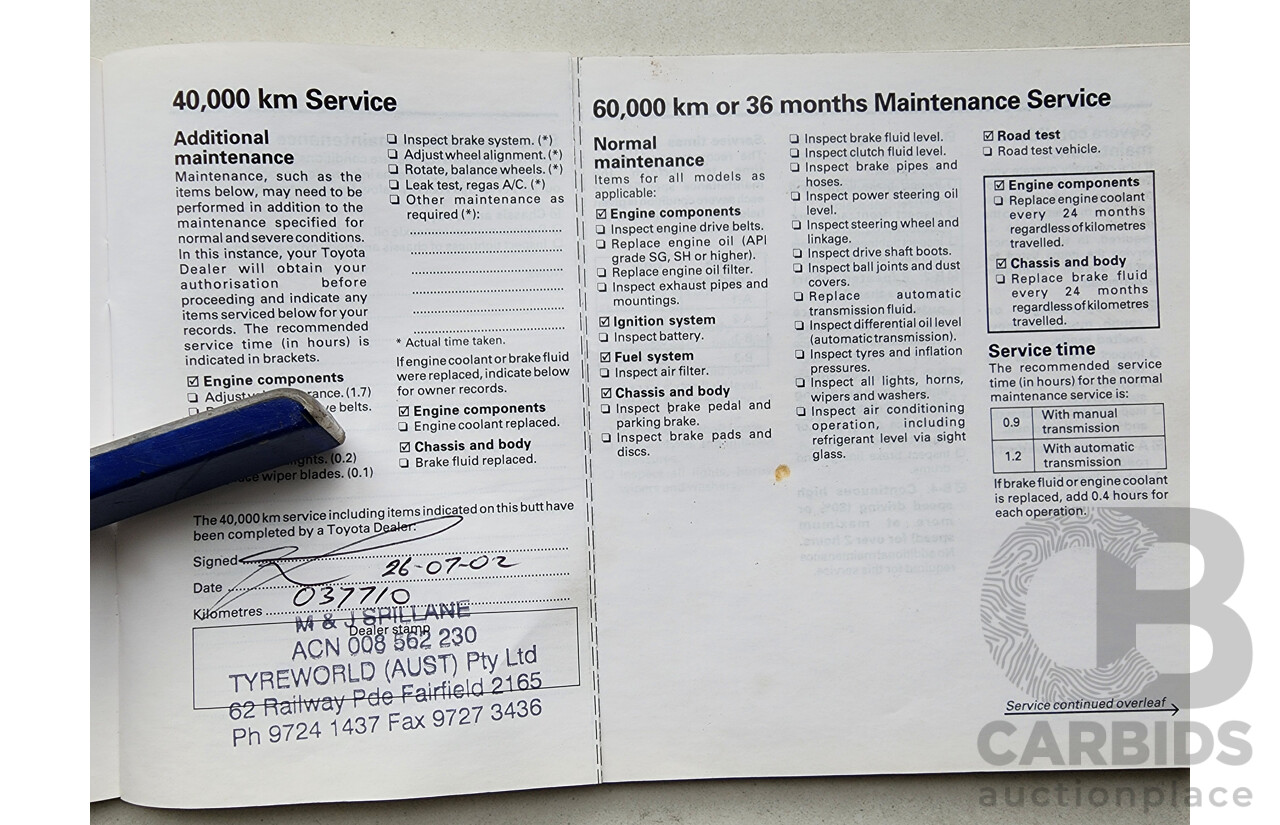 40,000 km Service
Additional
maintenance
Maintenance, such as the
items below, may need to be
performed in addition to the
maintenance specified for
normal and severe conditions.
In this instance, your Toyota
Dealer will obtain your
authorisation before
proceeding and indicate any
items serviced below for your
records. The recommended
service time (in hours) is
indicated in brackets.
☑ Engine components
❏ Adjust rance. (1.7)
ve belts.
ghts. (0.2)
wiper blades. (0.1)
❏ Inspect brake system. (*)
❏ Adjust wheel alignment. (*)
❏ Rotate, balance wheels. (*)
❏ Leak test, regas A/C. (*)
❏ Other maintenance as
required (*):
* Actual time taken.
If engine coolant or brake fluid
were replaced, indicate below
for owner records.
☑ Engine components
❏ Engine coolant replaced.
☑ Chassis and body
❏ Brake fluid replaced.
The 40,000 km service including items indicated on this butt have
been completed by a Toyota Dealer:
Signed
Date 26-07-02
Kilometres 037710
Dealer stamp
M & J SPILLANE
ACN 008 562 230
TYREWORLD (AUST) Pty Ltd
62 Railway Pde Fairfield 2165
Ph 9724 1437 Fax 9727 3436
60,000 km or 36 months Maintenance Service
Normal
maintenance
Items for all models as
applicable:
☑ Engine components
❏ Inspect engine drive belts.
❏ Replace engine oil (API
grade SG, SH or higher).
❏ Replace engine oil filter.
❏ Inspect exhaust pipes and
mountings.
☑ Ignition system
❏ Inspect battery.
☑ Fuel system
❏ Inspect air filter.
☑ Chassis and body
❏ Inspect brake pedal and
parking brake.
❏ Inspect brake pads and
discs.
❏ Inspect brake fluid level.
❏ Inspect clutch fluid level.
❏ Inspect brake pipes and
hoses.
❏ Inspect power steering oil
level.
❏ Inspect steering wheel and
linkage.
❏ Inspect drive shaft boots.
❏ Inspect ball joints and dust
covers.
❏ Replace automatic
transmission fluid.
❏ Inspect differential oil level
(automatic transmission).
❏ Inspect tyres and inflation
pressures.
❏ Inspect all lights, horns,
wipers and washers.
❏ Inspect air conditioning
operation, including
refrigerant level via sight
glass.
☑ Road test
❏ Road test vehicle.
☑ Engine components
❏ Replace engine coolant
every 24 months
regardless of kilometres
travelled.
☑ Chassis and body
❏ Replace brake fluid
every 24 months
regardless of kilometres
travelled.
Service time
The recommended service
time (in hours) for the normal
maintenance service is:
0.9 With manual
transmission
1.2 With automatic
transmission
If brake fluid or engine coolant
is replaced, add 0.4 hours for
each operation.
Service continued overleaf
CB
CARBIDS
auctionplace